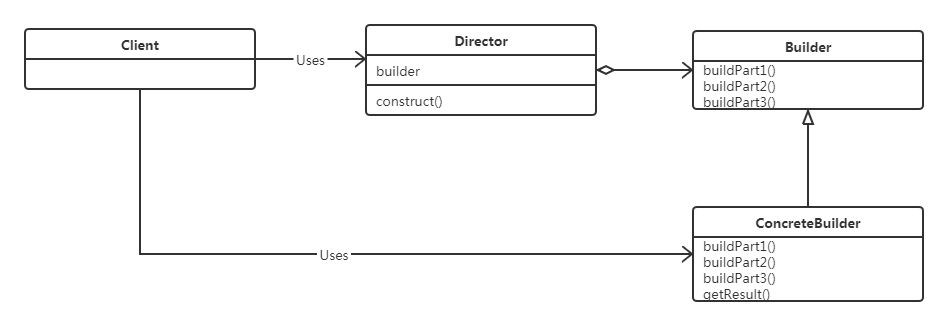 Client
Uses
Director
builder
construct()
Builder
buildPart1()
buildPart2()
buildPart3()
Uses
ConcreteBuilder
buildPart1()
buildPart2()
buildPart3()
getResult()